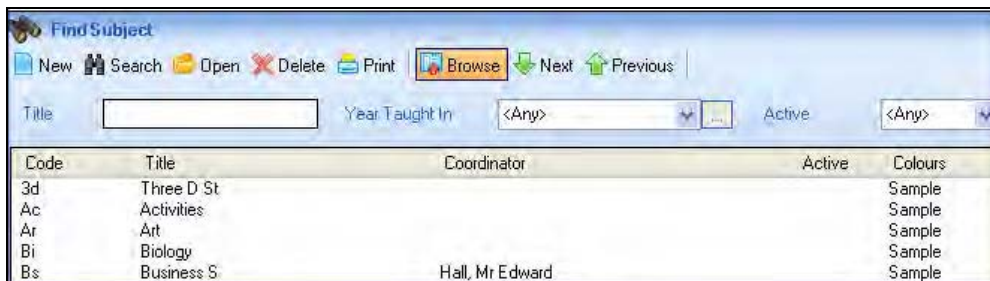 Find Subject
New Search Open Delete Print Browse Next Previous
Title Year Taught In <Any> ... Active <Any>
Code Title Coordinator Active Colours
3d Three D St Sample
Ac Activities Sample
Ar Art Sample
Bi Biology Sample
Bs Business S Hall, Mr Edward Sample